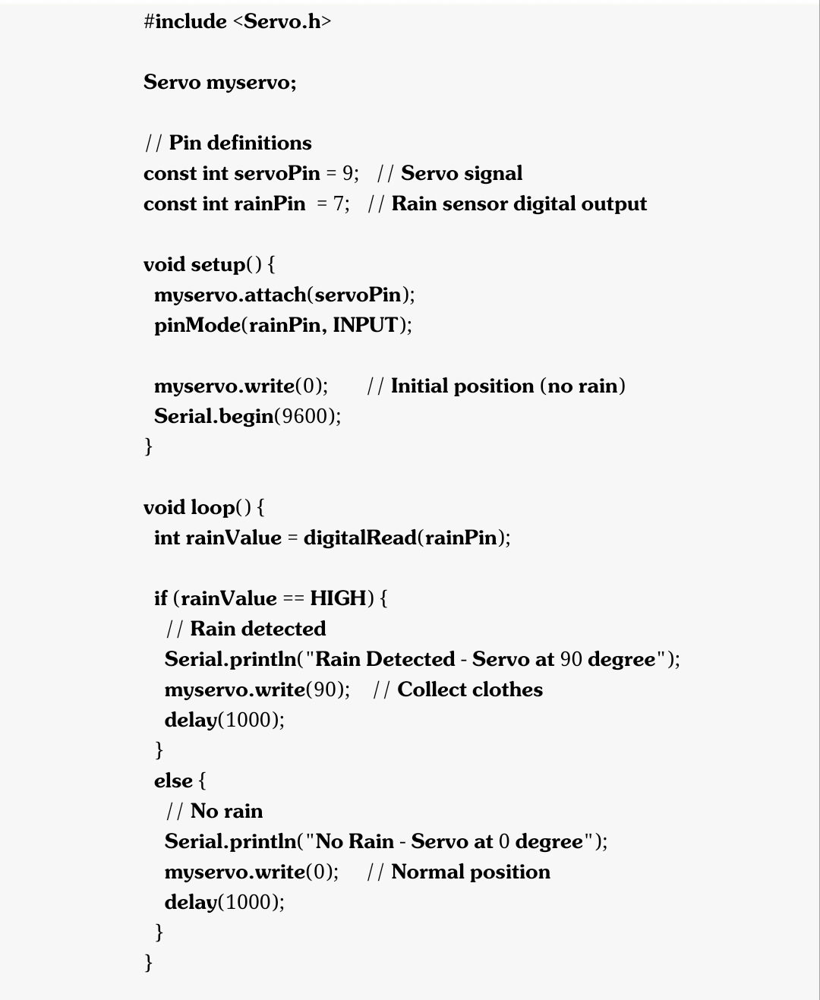 #include <Servo.h>
Servo myservo;
// Pin definitions
const int servoPin = 9;   // Servo signal
const int rainPin  = 7;   // Rain sensor digital output
void setup() {
  myservo.attach(servoPin);
  pinMode(rainPin, INPUT);
  myservo.write(0);       // Initial position (no rain)
  Serial.begin(9600);
}
void loop() {
  int rainValue = digitalRead(rainPin);
  if (rainValue == HIGH) {
    // Rain detected
    Serial.println("Rain Detected - Servo at 90 degree");
    myservo.write(90);    // Collect clothes
    delay(1000);
  }
  else {
    // No rain
    Serial.println("No Rain - Servo at 0 degree");
    myservo.write(0);     // Normal position
    delay(1000);
  }
}